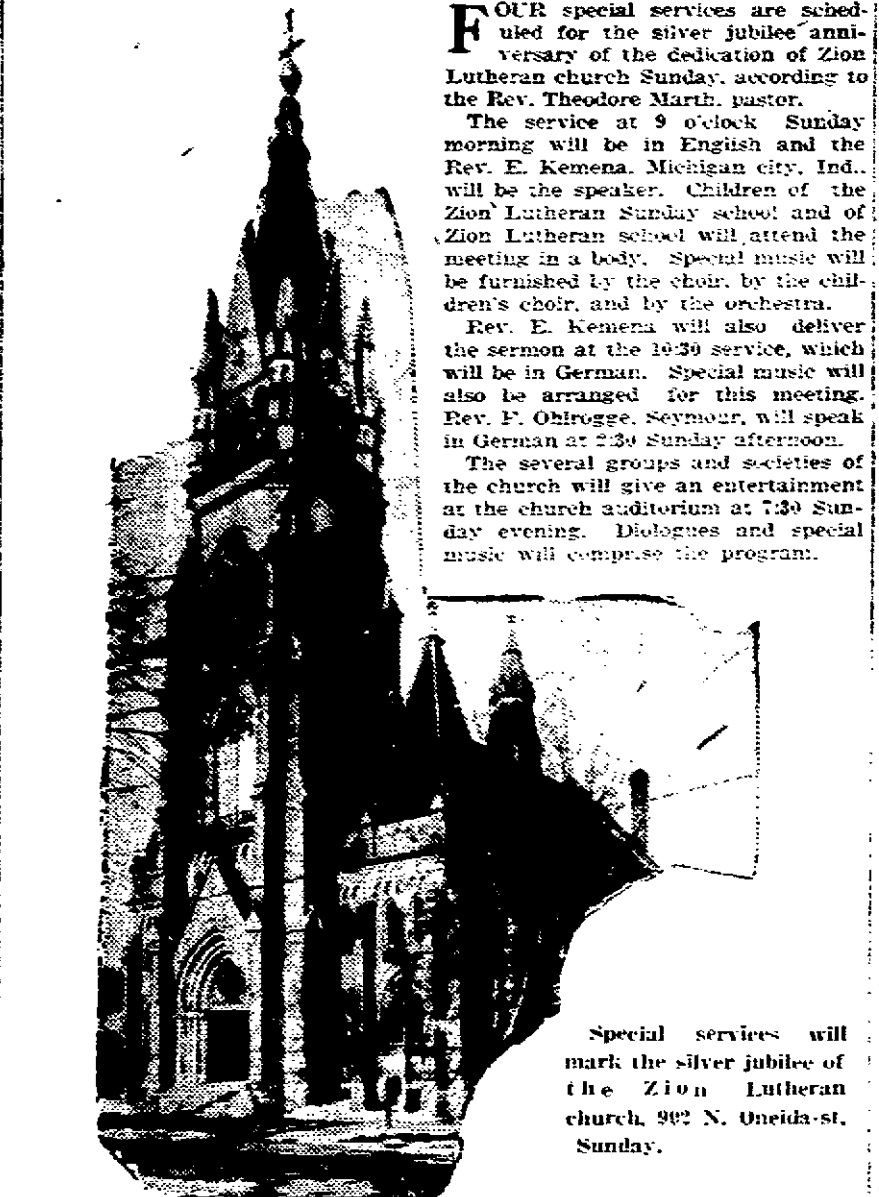 FOUR special services are sched-
uled for the silver jubilee anni-
versary of the dedication of Zion
Lutheran church Sunday, according to
the Rev. Theodore Marth, pastor.
The service at 9 o'clock Sunday
morning will be in English and the
Rev. E. Kemena, Michigan city, Ind.,
will be the speaker. Children of the
Zion Lutheran Sunday school and of
Zion Lutheran school will attend the
meeting in a body. Special music will
be furnished by the choir, by the chil-
dren's choir, and by the orchestra.
Rev. E. Kemena will also deliver
the sermon at the 10:30 service, which
will be in German. Special music will
also be arranged for this meeting.
Rev. F. Ohlrogge, Seymour, will speak
in German at 2:30 Sunday afternoon.
The several groups and societies of
the church will give an entertainment
at the church auditorium at 7:30 Sun-
day evening. Diologues and special
music will comprise the program.
Special services will
mark the silver jubilee of
the Zion Lutheran
church, 902 N. Oneida-st,
Sunday.